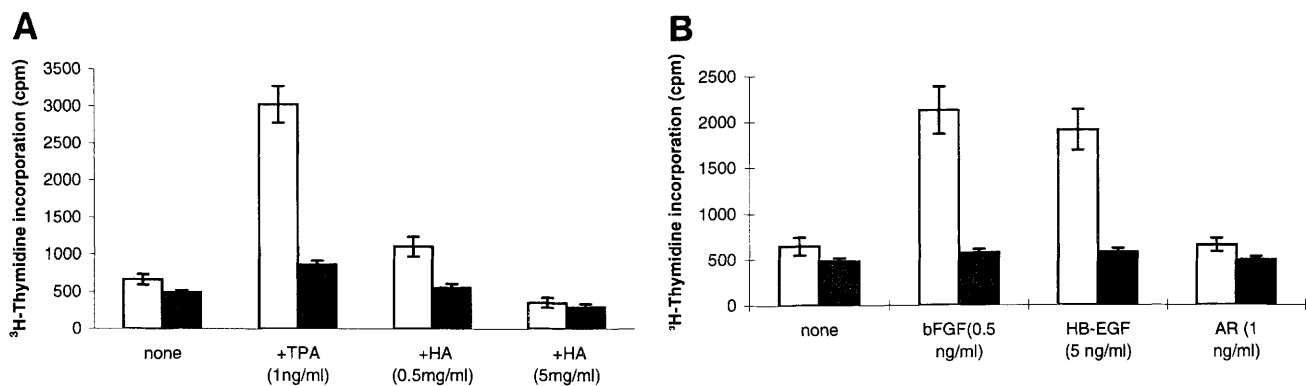 A
³H-Thymidine incorporation (cpm)
3500
3000
2500
2000
1500
1000
500
0
none
+TPA
(1ng/ml)
+HA
(0.5mg/ml)
+HA
(5mg/ml)
B
³H-Thymidine incorporation (cpm)
2500
2000
1500
1000
500
0
none
bFGF(0.5
ng/ml)
HB-EGF
(5 ng/ml)
AR (1
ng/ml)